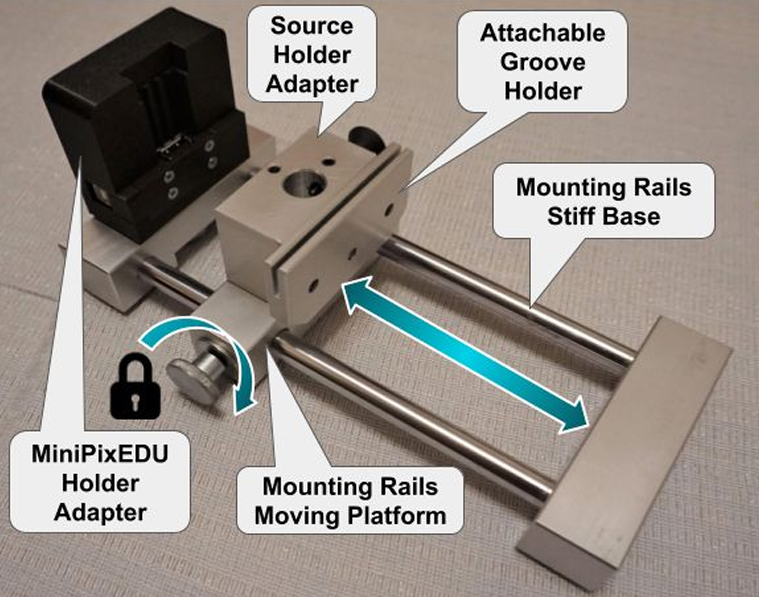 Source
Holder
Adapter
Attachable
Groove
Holder
Mounting Rails
Stiff Base
MiniPixEDU
Holder
Adapter
Mounting Rails
Moving Platform